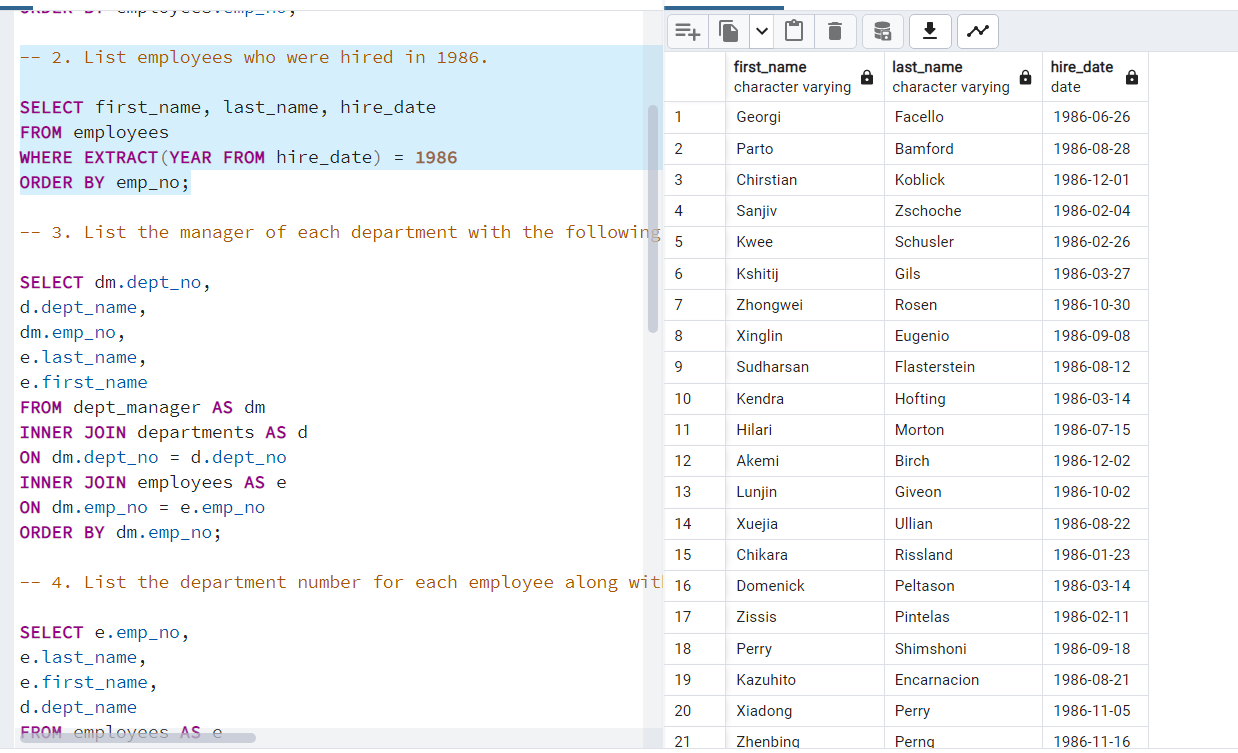 ORDER BY employees.emp_no;
-- 2. List employees who were hired in 1986.
SELECT first_name, last_name, hire_date
FROM employees
WHERE EXTRACT(YEAR FROM hire_date) = 1986
ORDER BY emp_no;
-- 3. List the manager of each department with the following
SELECT dm.dept_no,
d.dept_name,
dm.emp_no,
e.last_name,
e.first_name
FROM dept_manager AS dm
INNER JOIN departments AS d
ON dm.dept_no = d.dept_no
INNER JOIN employees AS e
ON dm.emp_no = e.emp_no
ORDER BY dm.emp_no;
-- 4. List the department number for each employee along with
SELECT e.emp_no,
e.last_name,
e.first_name,
d.dept_name
FROM employees AS e
first_name last_name hire_date
character varying character varying date
1 Georgi Facello 1986-06-26
2 Parto Bamford 1986-08-28
3 Chirstian Koblick 1986-12-01
4 Sanjiv Zschoche 1986-02-04
5 Kwee Schusler 1986-02-26
6 Kshitij Gils 1986-03-27
7 Zhongwei Rosen 1986-10-30
8 Xinglin Eugenio 1986-09-08
9 Sudharsan Flasterstein 1986-08-12
10 Kendra Hofting 1986-03-14
11 Hilari Morton 1986-07-15
12 Akemi Birch 1986-12-02
13 Lunjin Giveon 1986-10-02
14 Xuejia Ullian 1986-08-22
15 Chikara Rissland 1986-01-23
16 Domenick Peltason 1986-03-14
17 Zissis Pintelas 1986-02-11
18 Perry Shimshoni 1986-09-18
19 Kazuhito Encarnacion 1986-08-21
20 Xiadong Perry 1986-11-05
21 Zhenbing Perng 1986-11-16